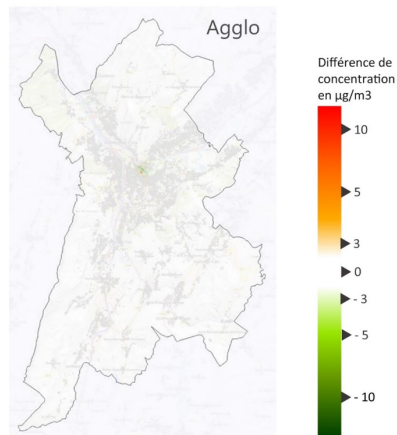 Agglo
Différence de
concentration
en µg/m3
10
5
3
0
- 3
- 5
- 10